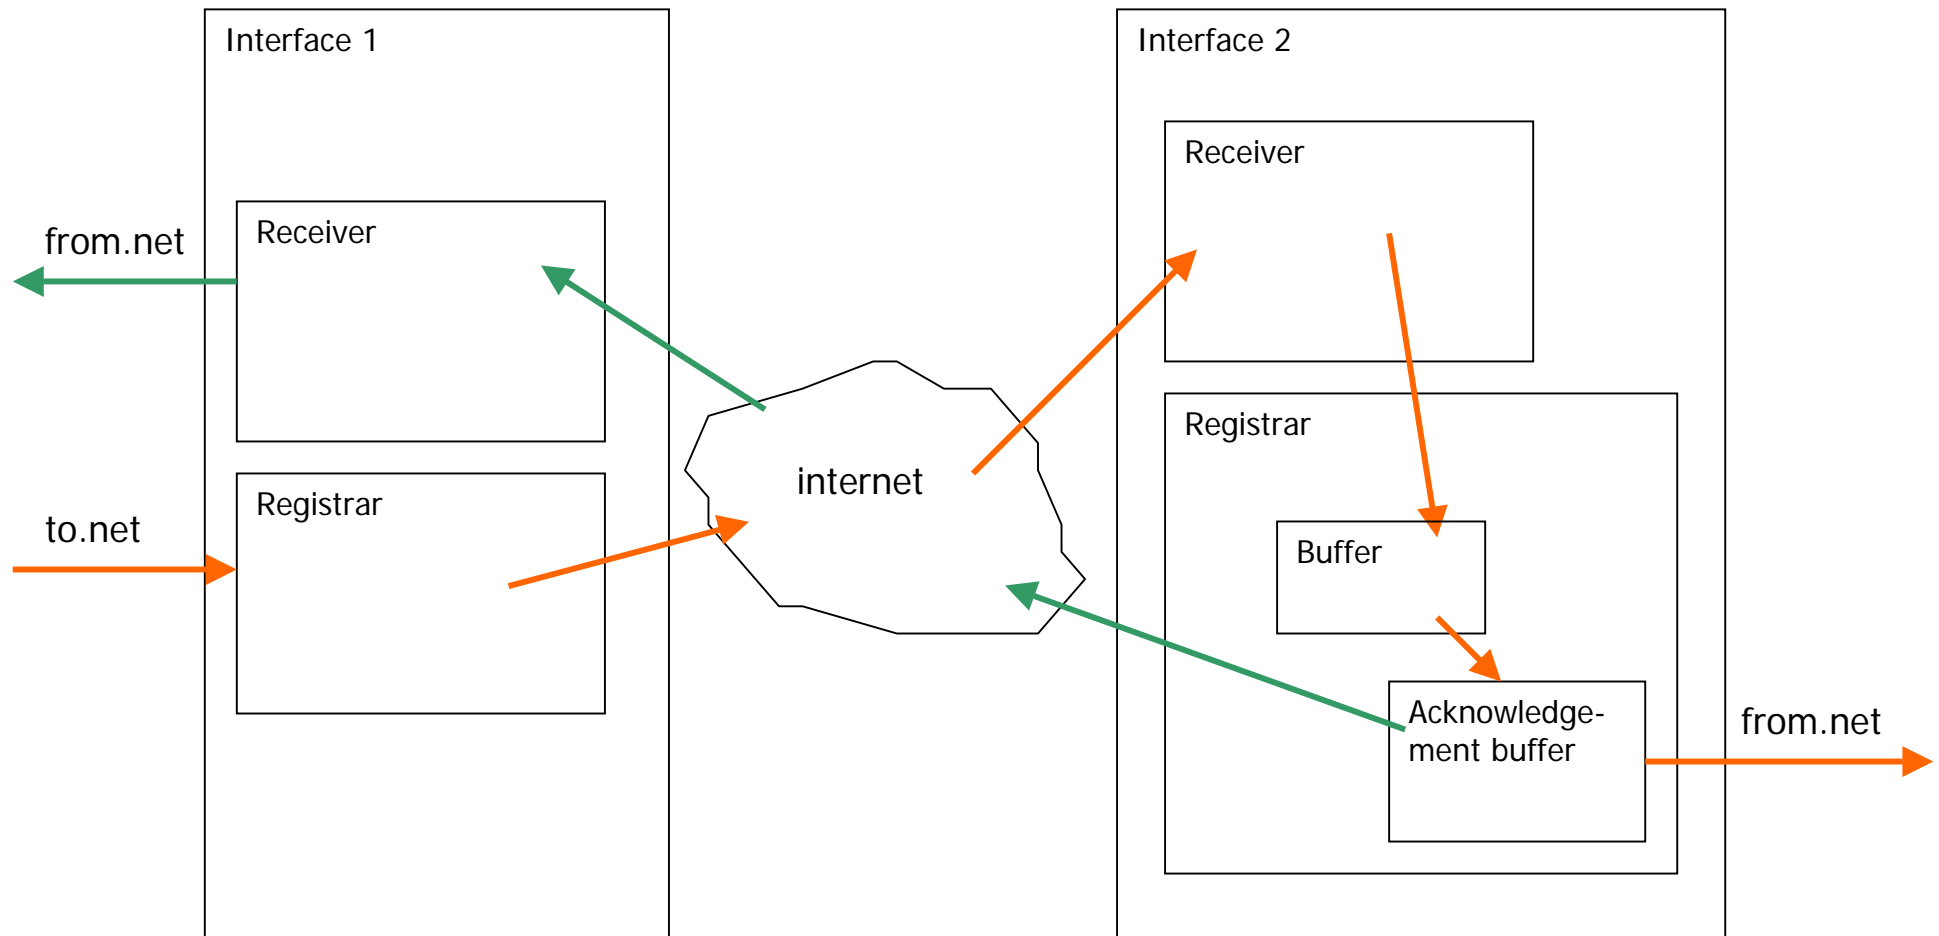 Interface 1
Interface 2
Receiver
Receiver
from.net
Registrar
internet
Registrar
to.net
Buffer
Acknowledge-
ment buffer
from.net